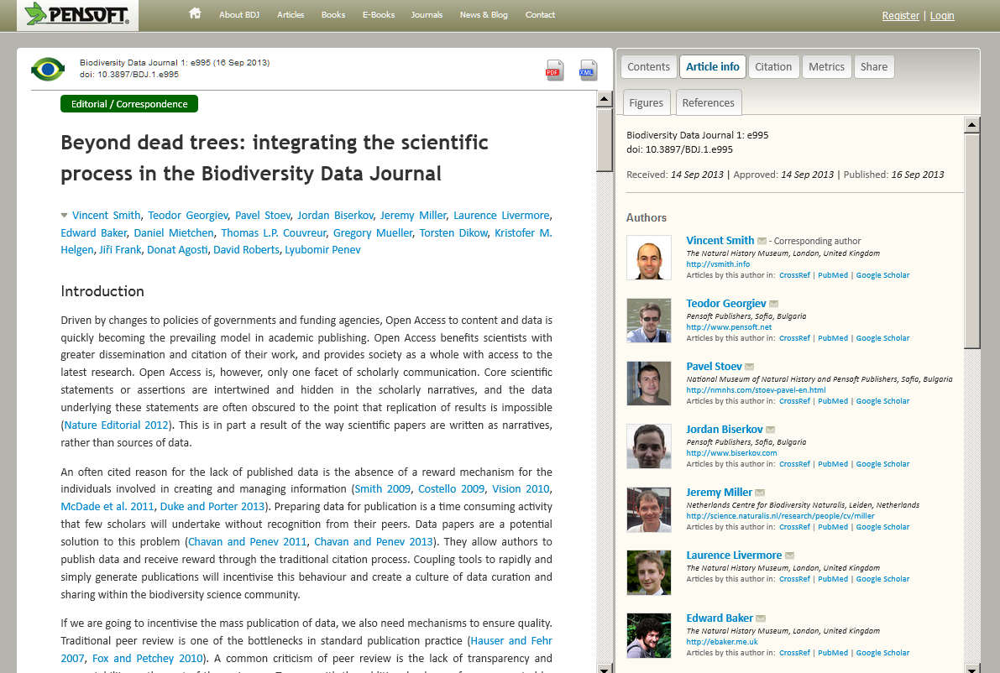 PENSOFT.
About BDJ Articles Books E-Books Journals News & Blog Contact
Register | Login
Biodiversity Data Journal 1: e995 (16 Sep 2013)
doi: 10.3897/BDJ.1.e995
PDF XML
Editorial / Correspondence
Beyond dead trees: integrating the scientific
process in the Biodiversity Data Journal
Vincent Smith, Teodor Georgiev, Pavel Stoev, Jordan Biserkov, Jeremy Miller, Laurence Livermore,
Edward Baker, Daniel Mietchen, Thomas L.P. Couvreur, Gregory Mueller, Torsten Dikow, Kristofer M.
Helgen, Jiří Frank, Donat Agosti, David Roberts, Lyubomir Penev
Introduction
Driven by changes to policies of governments and funding agencies, Open Access to content and data is
quickly becoming the prevailing model in academic publishing. Open Access benefits scientists with
greater dissemination and citation of their work, and provides society as a whole with access to the
latest research. Open Access is, however, only one facet of scholarly communication. Core scientific
statements or assertions are intertwined and hidden in the scholarly narratives, and the data
underlying these statements are often obscured to the point that replication of results is impossible
(Nature Editorial 2012). This is in part a result of the way scientific papers are written as narratives,
rather than sources of data.
An often cited reason for the lack of published data is the absence of a reward mechanism for the
individuals involved in creating and managing information (Smith 2009, Costello 2009, Vision 2010,
McDade et al. 2011, Duke and Porter 2013). Preparing data for publication is a time consuming activity
that few scholars will undertake without recognition from their peers. Data papers are a potential
solution to this problem (Chavan and Penev 2011, Chavan and Penev 2013). They allow authors to
publish data and receive reward through the traditional citation process. Coupling tools to rapidly and
simply generate publications will incentivise this behaviour and create a culture of data curation and
sharing within the biodiversity science community.
If we are going to incentivise the mass publication of data, we also need mechanisms to ensure quality.
Traditional peer review is one of the bottlenecks in standard publication practice (Hauser and Fehr
2007, Fox and Petchey 2010). A common criticism of peer review is the lack of transparency and
Contents Article info Citation Metrics Share
Figures References
Biodiversity Data Journal 1: e995
doi: 10.3897/BDJ.1.e995
Received: 14 Sep 2013 | Approved: 14 Sep 2013 | Published: 16 Sep 2013
Authors
Vincent Smith - Corresponding author
The Natural History Museum, London, United Kingdom
http://vsmith.info
Articles by this author in: CrossRef | PubMed | Google Scholar
Teodor Georgiev
Pensoft Publishers, Sofia, Bulgaria
http://www.pensoft.net
Articles by this author in: CrossRef | PubMed | Google Scholar
Pavel Stoev
National Museum of Natural History and Pensoft Publishers, Sofia, Bulgaria
http://nmnhs.com/stoev-pavel-en.html
Articles by this author in: CrossRef | PubMed | Google Scholar
Jordan Biserkov
Pensoft Publishers, Sofia, Bulgaria
http://www.biserkov.com
Articles by this author in: CrossRef | PubMed | Google Scholar
Jeremy Miller
Netherlands Centre for Biodiversity Naturalis, Leiden, Netherlands
http://science.naturalis.nl/research/people/cv/miller
Articles by this author in: CrossRef | PubMed | Google Scholar
Laurence Livermore
The Natural History Museum, London, United Kingdom
Articles by this author in: CrossRef | PubMed | Google Scholar
Edward Baker
The Natural History Museum, London, United Kingdom
http://ebaker.me.uk
Articles by this author in: CrossRef | PubMed | Google Scholar